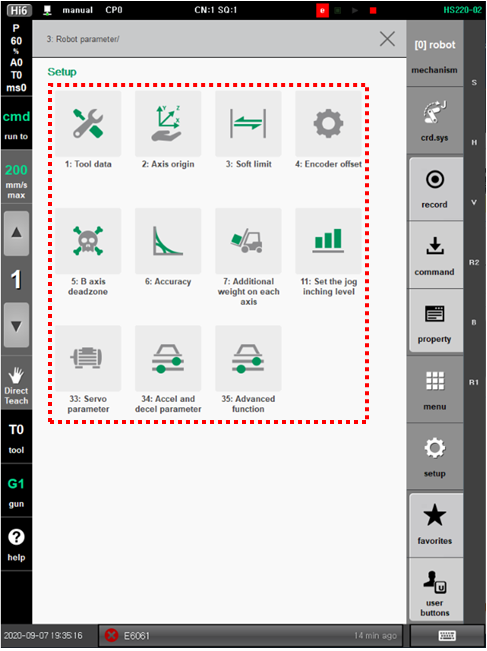 Hi6 manual CP0 CN:1 SQ:1 e HS220-02
P
60
%
A0
T0
ms0
cmd
run to
200
mm/s
max
1
Direct
Teach
T0
tool
G1
gun
?
help
3: Robot parameter/
Setup
1: Tool data
Y Z
X
2: Axis origin
3: Soft limit
4: Encoder offset
5: B axis
deadzone
6: Accuracy
7: Additional
weight on each
axis
11: Set the jog
inching level
33: Servo
parameter
34: Accel and
decel parameter
35: Advanced
function
[0] robot
mechanism
crd.sys
record
command
property
menu
setup
favorites
U
user
buttons
S
H
V
R2
B
R1
2020-09-07 19:35:16 E6061 14 min ago